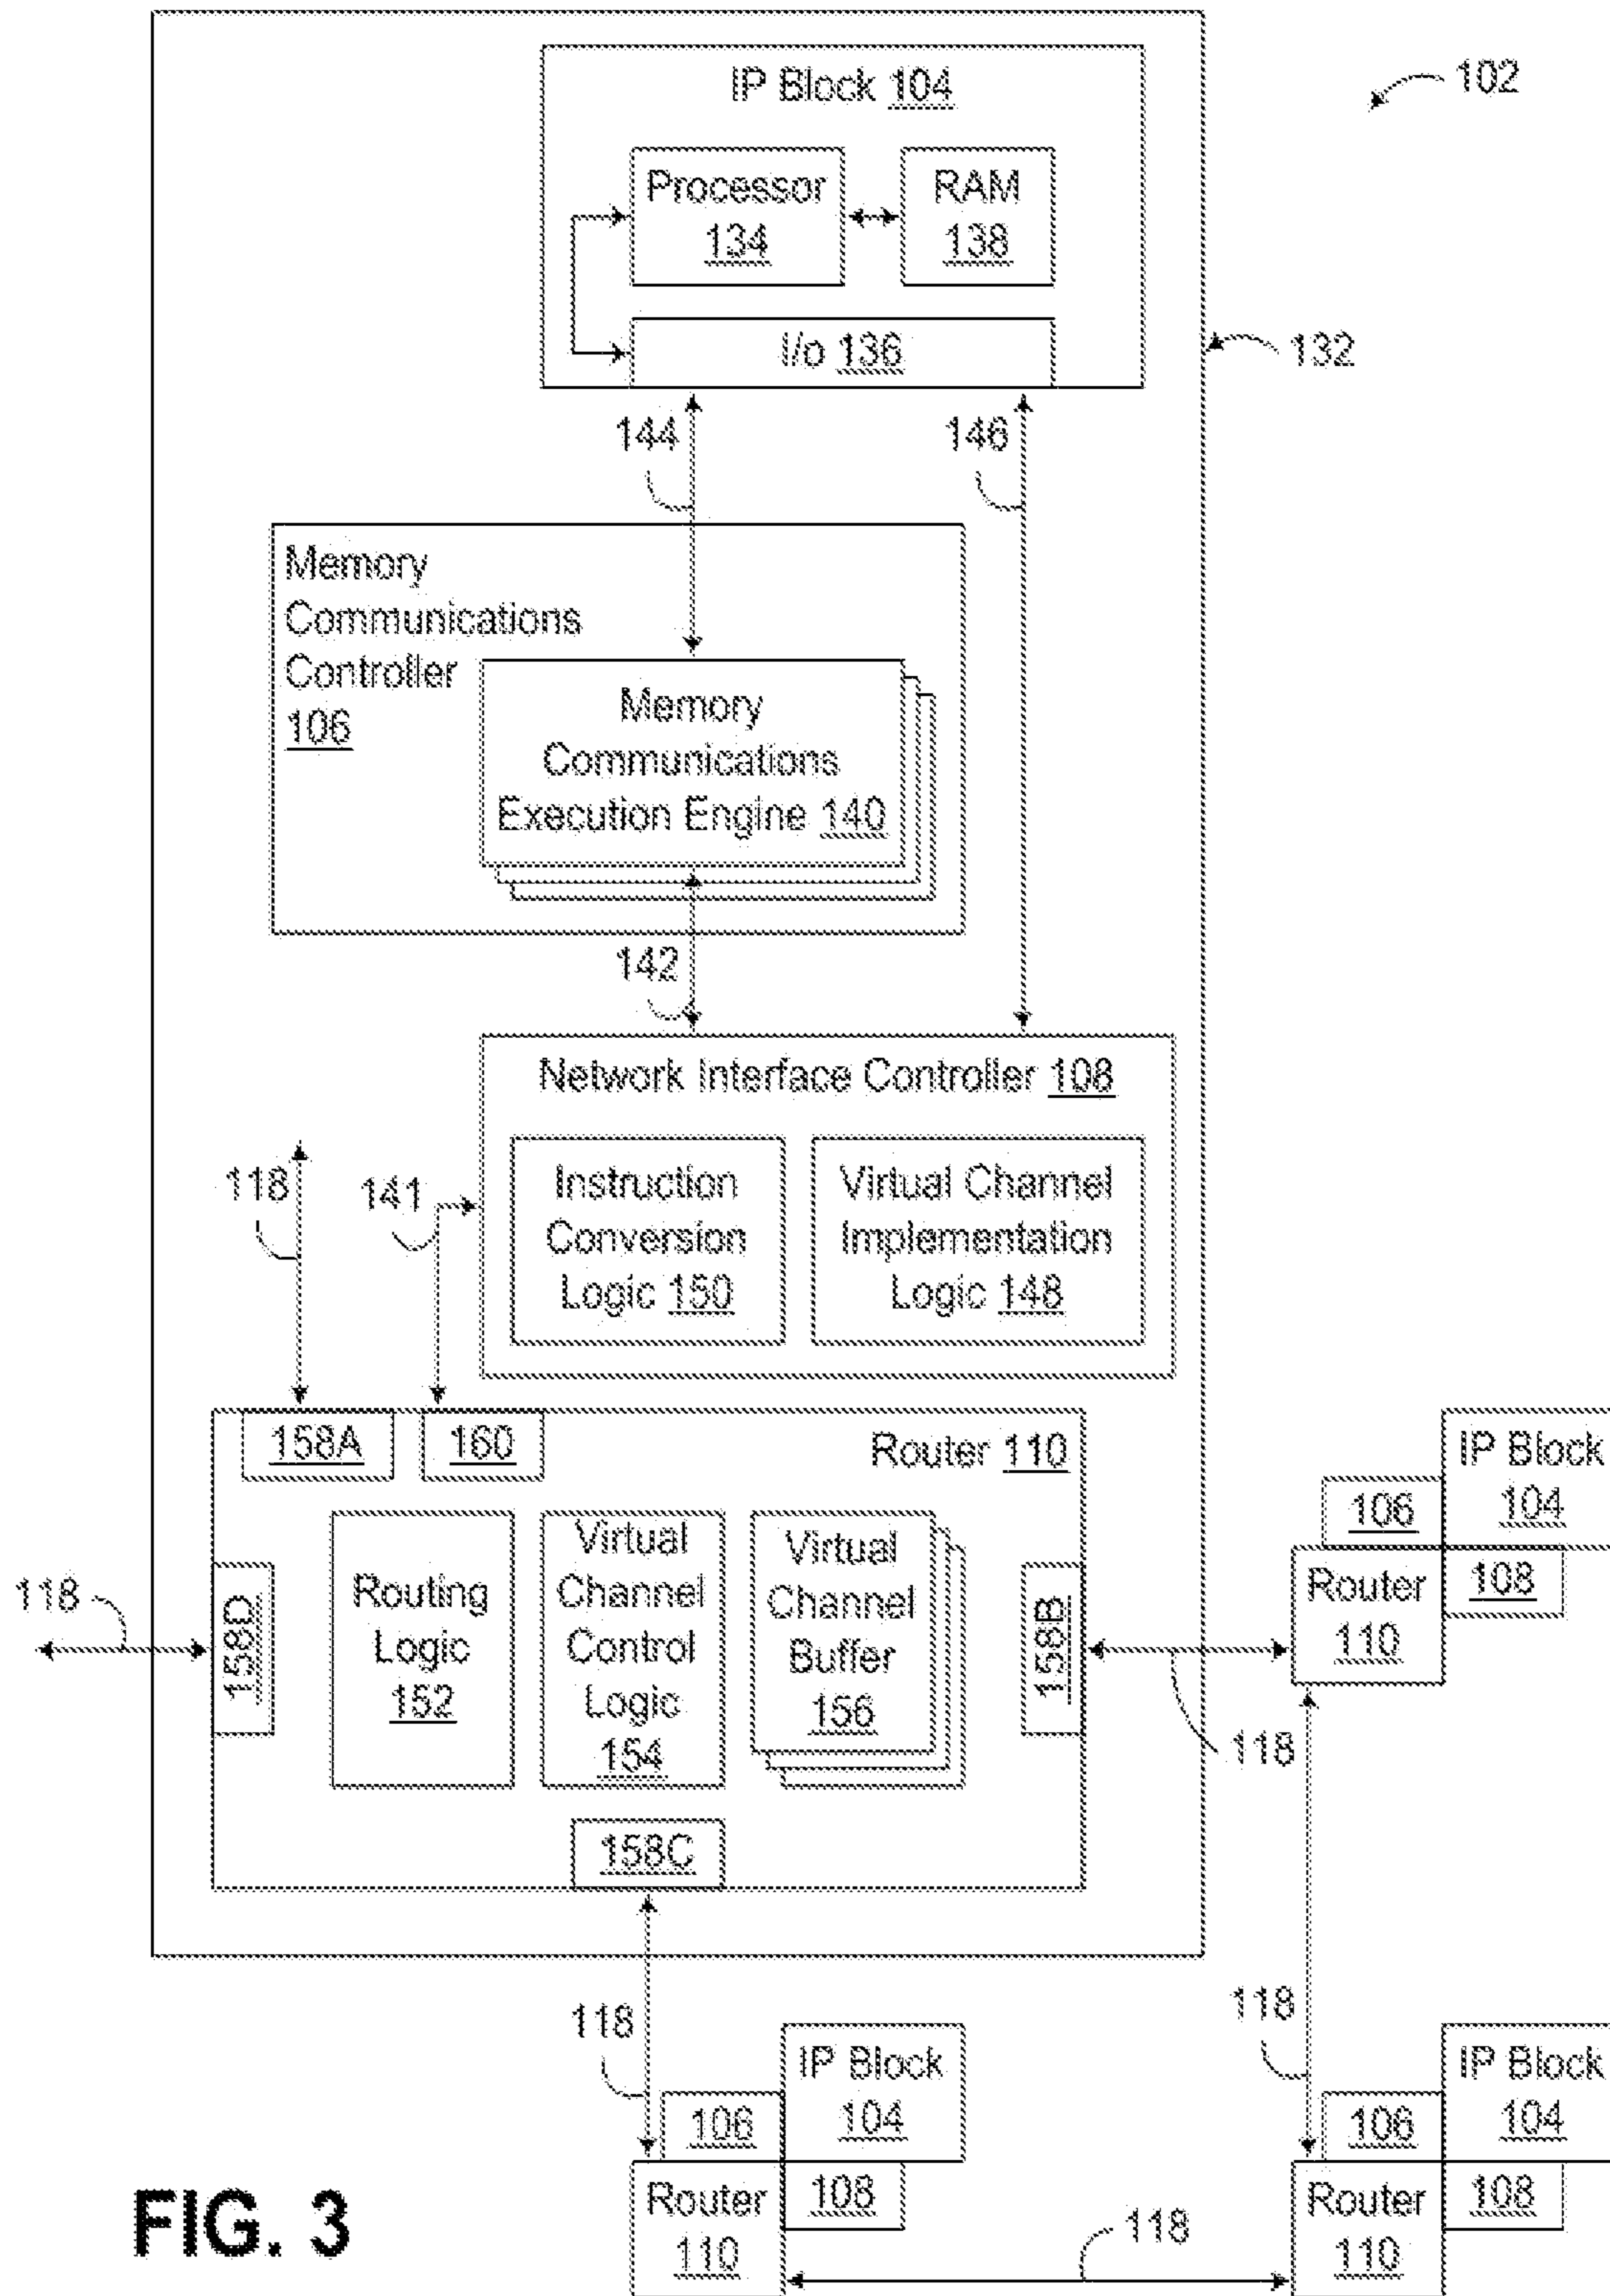 102
IP Block 104
Processor
134
RAM
138
I/o 136
132
144
146
Memory
Communications
Controller
106
Memory
Communications
Execution Engine 140
142
Network Interface Controller 108
118
141
Instruction
Conversion
Logic 150
Virtual Channel
Implementation
Logic 148
158A
160
Router 110
118
158D
Routing
Logic
152
Virtual
Channel
Control
Logic
154
Virtual
Channel
Buffer
156
158B
118
158C
IP Block
104
106
108
Router
110
118
118
IP Block
104
106
108
Router
110
118
IP Block
104
106
108
Router
110
FIG. 3